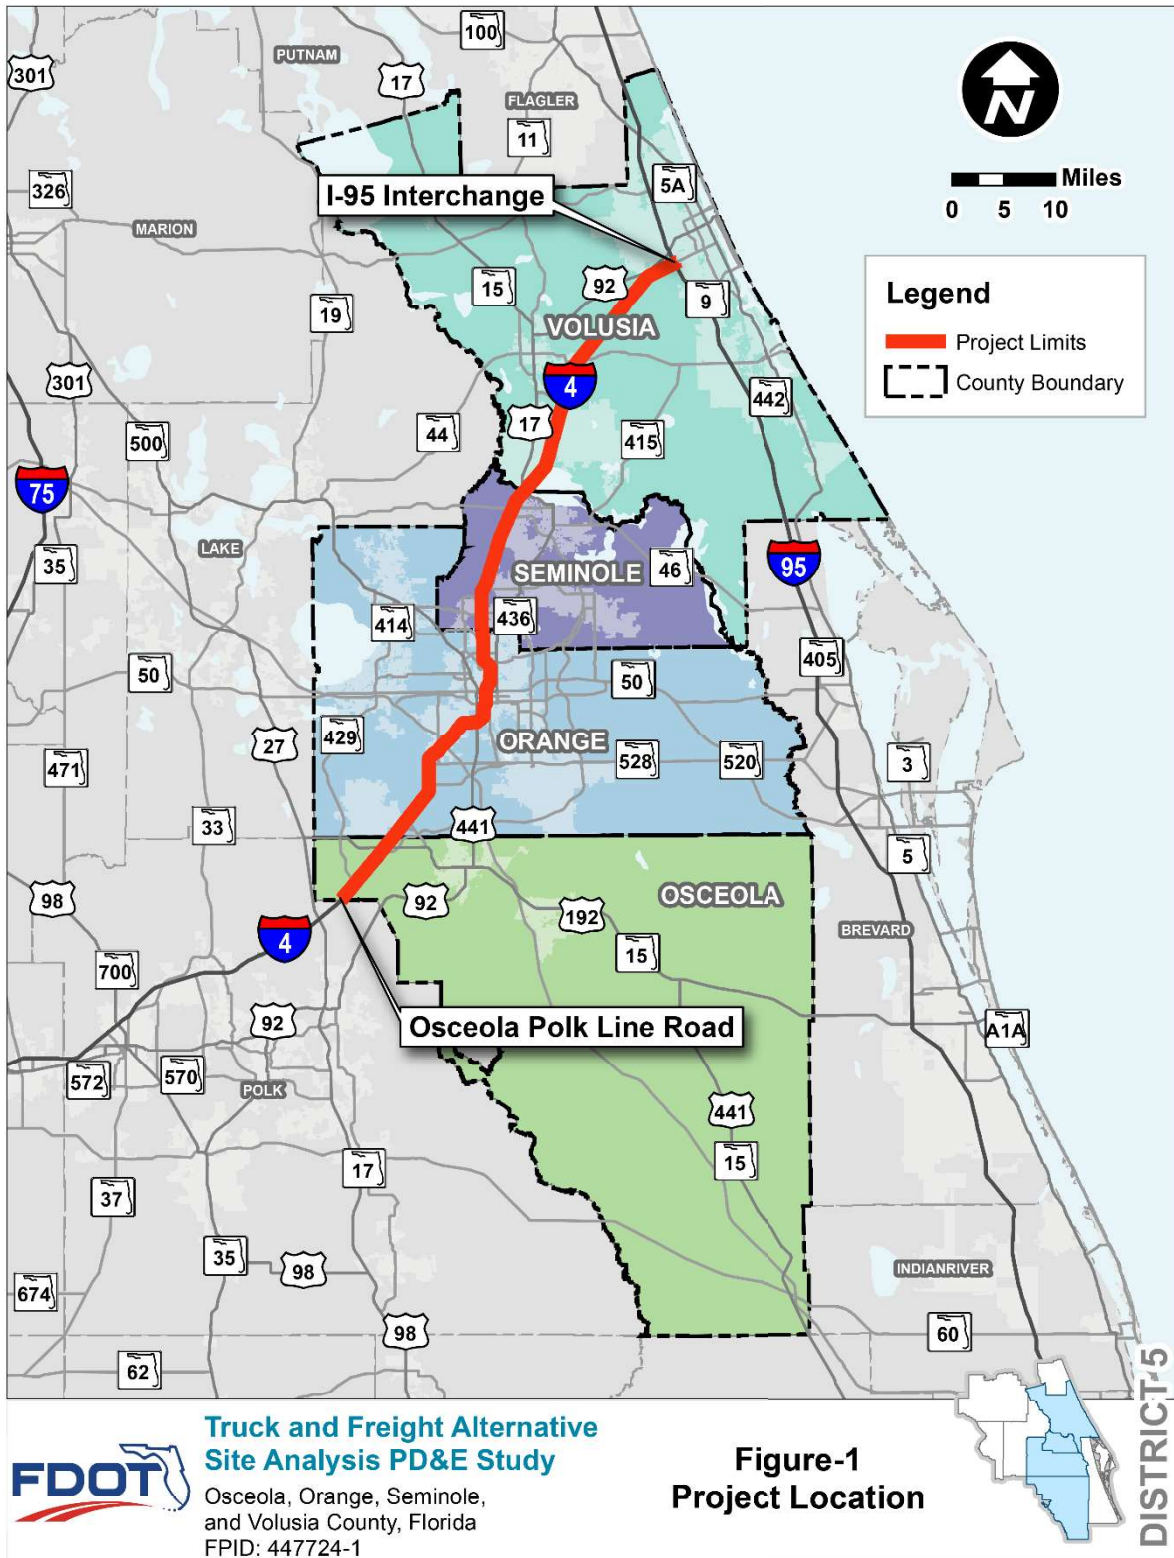 100
PUTNAM
301
17
FLAGLER
11
N
326
5A
Miles
0 5 10
I-95 Interchange
MARION
15
92
9
19
VOLUSIA
Legend
Project Limits
County Boundary
301
4
442
17
44
415
500
75
LAKE
35
SEMINOLE
46
95
414
436
405
50
50
429
27
ORANGE
528
520
3
471
33
441
5
98
92
OSCEOLA
192
BREVARD
4
15
700
92
Osceola Polk Line Road
A1A
572
570
POLK
441
15
17
37
35
98
INDIANRIVER
674
98
60
62
DISTRICT 5
FDOT
Truck and Freight Alternative
Site Analysis PD&E Study
Osceola, Orange, Seminole,
and Volusia County, Florida
FPID: 447724-1
Figure-1
Project Location